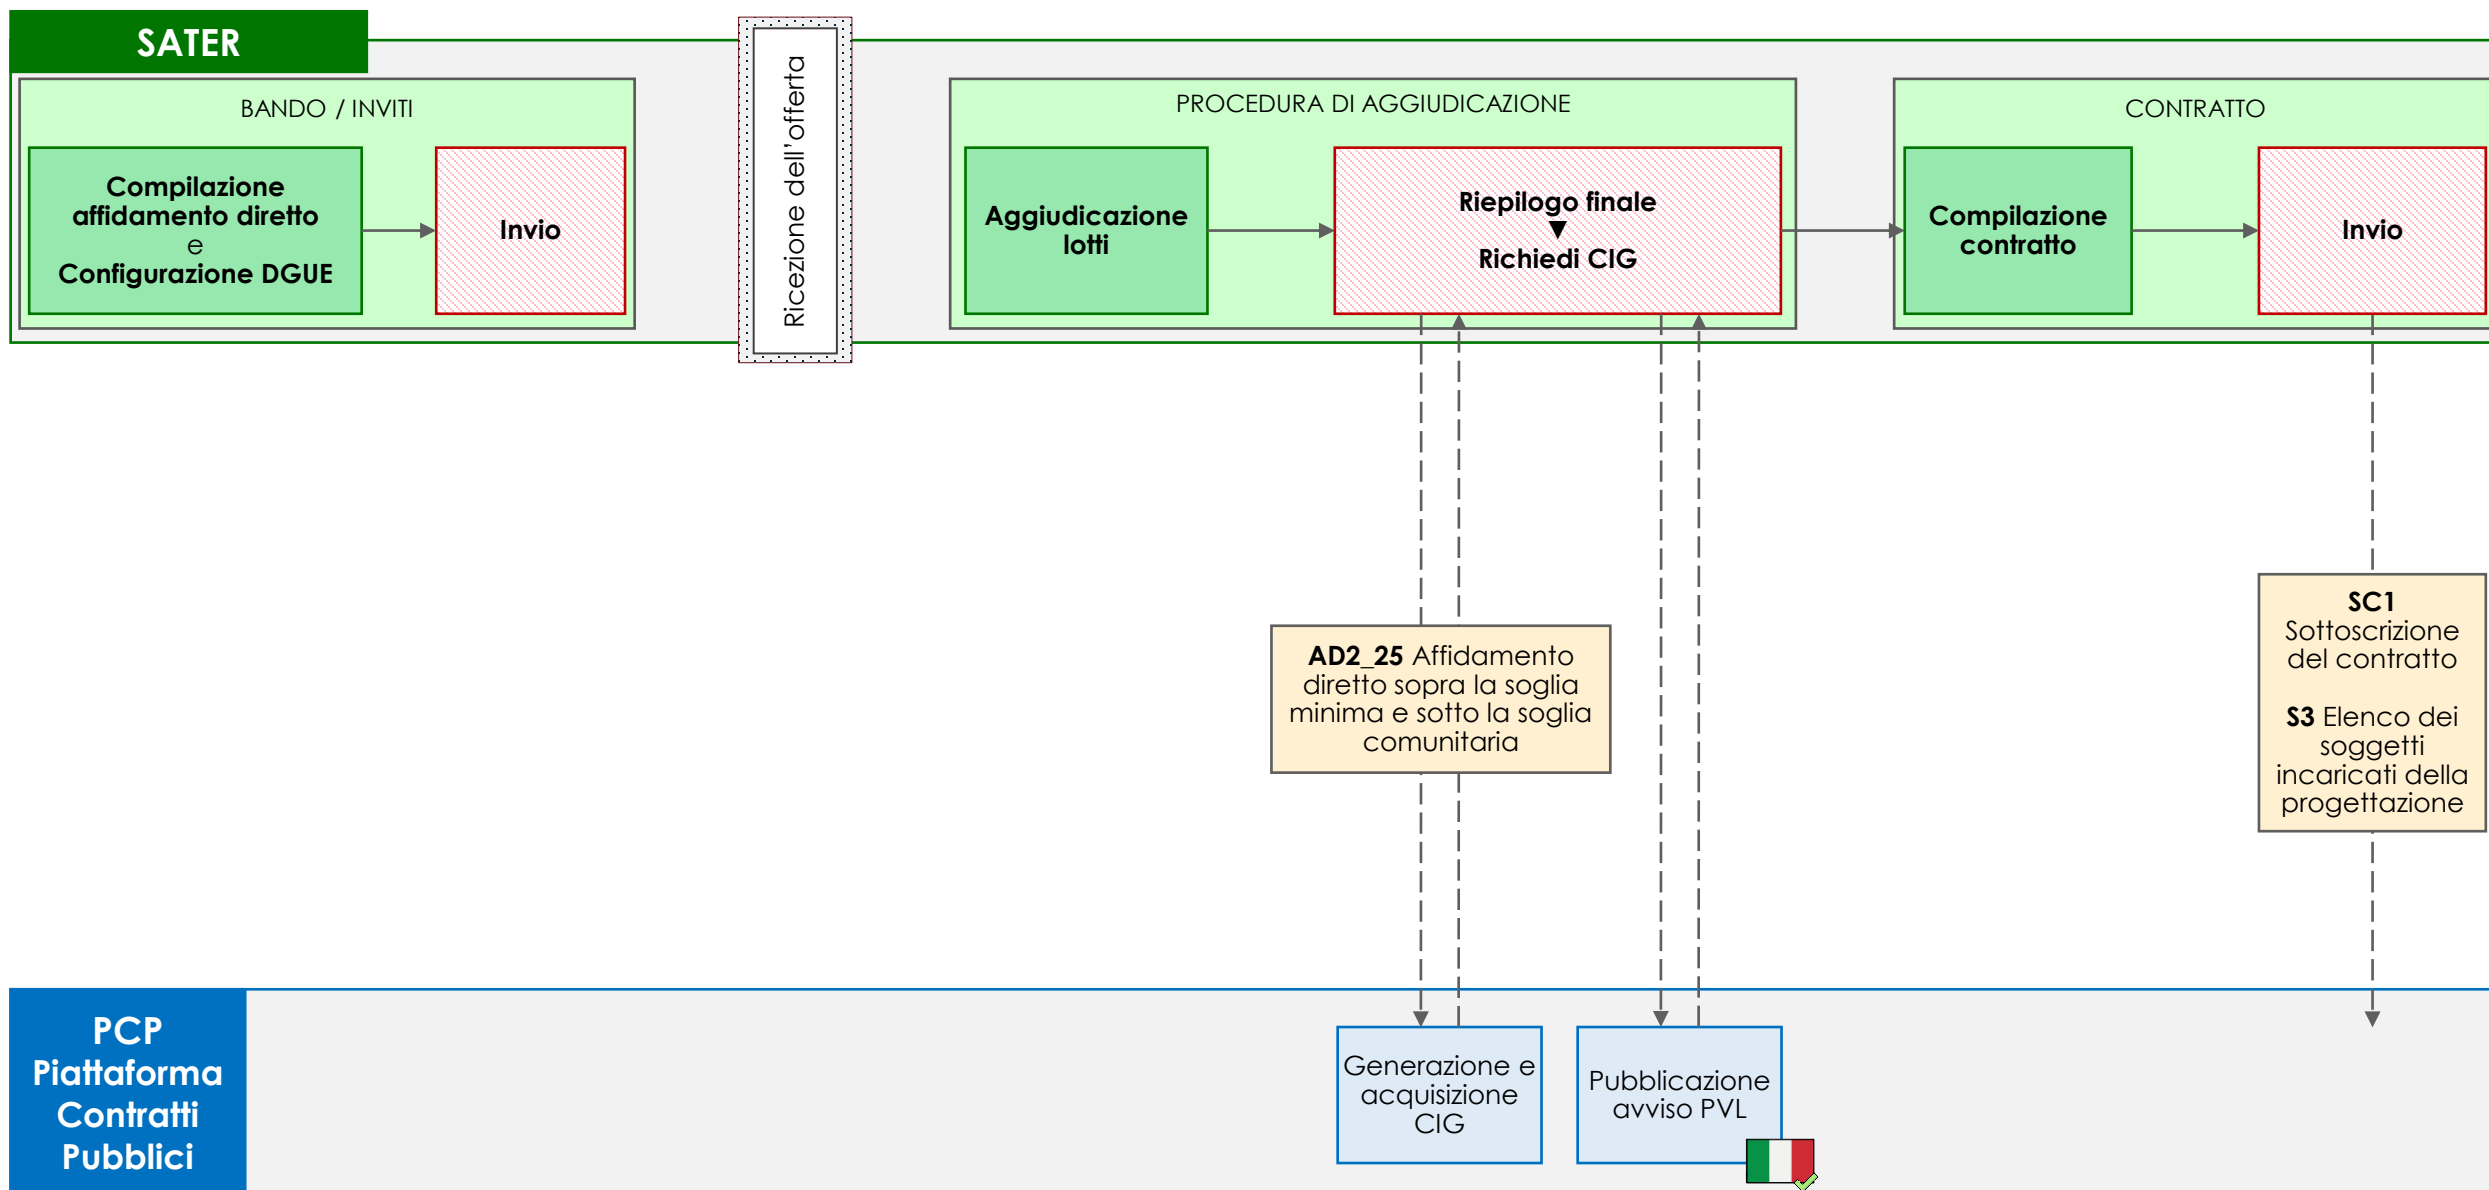 SATER
BANDO / INVITI
Compilazione
affidamento diretto
e
Configurazione DGUE
Invio
Ricezione dell'offerta
PROCEDURA DI AGGIUDICAZIONE
Aggiudicazione
lotti
Riepilogo finale
▼
Richiedi CIG
CONTRATTO
Compilazione
contratto
Invio
AD2_25 Affidamento
diretto sopra la soglia
minima e sotto la soglia
comunitaria
SC1
Sottoscrizione
del contratto
S3 Elenco dei
soggetti
incaricati della
progettazione
PCP
Piattaforma
Contratti
Pubblici
Generazione e
acquisizione
CIG
Pubblicazione
avviso PVL